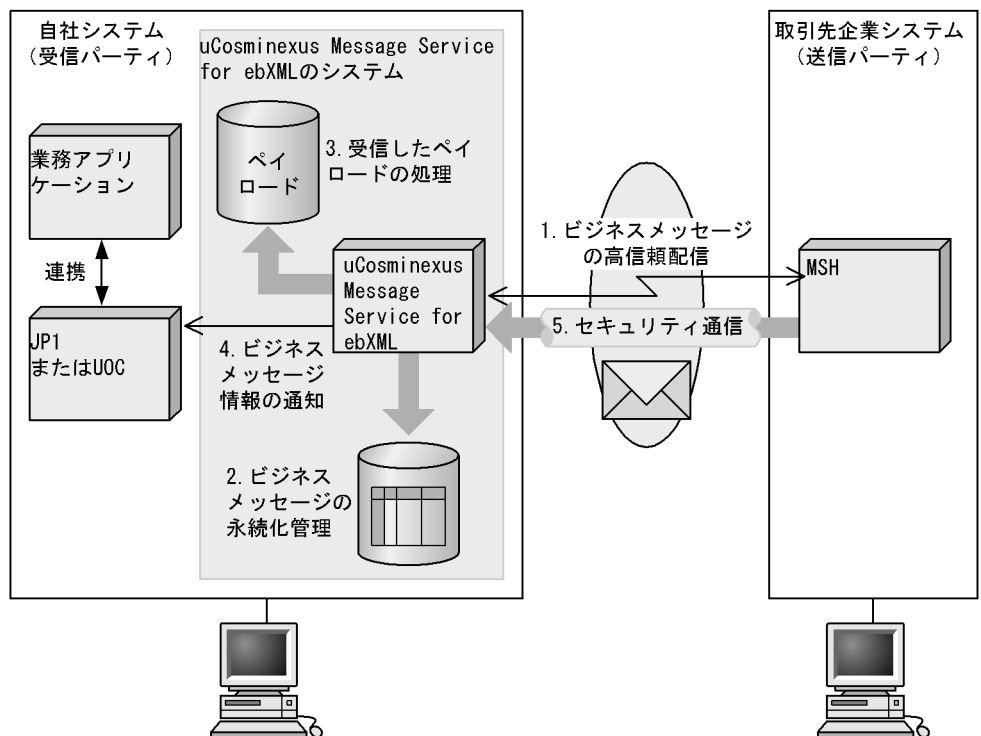 自社システム
(受信パーティ)
uCosminexus Message Service
for ebXMLのシステム
取引先企業システム
(送信パーティ)
業務アプリ
ケーション
ペイ
ロード
3.受信したペイ
ロードの処理
連携
JP1
またはUOC
uCosminexus
Message
Service for
ebXML
1.ビジネスメッセージ
の高信頼配信
MSH
5.セキュリティ通信
4.ビジネス
メッセージ
情報の通知
2.ビジネス
メッセージの
永続化管理